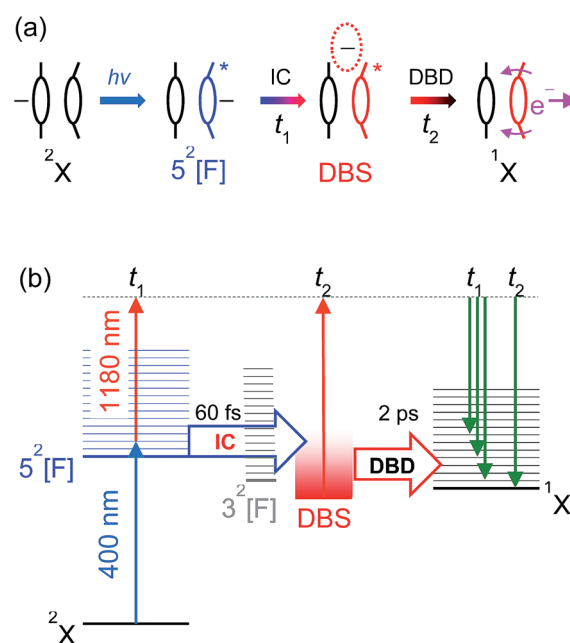 (a)
hν
IC
DBD
t₁
t₂
*
*
e⁻
²X
5²[F]
DBS
¹X
(b)
t₁
t₂
t₁
t₂
1180 nm
60 fs
2 ps
IC
DBD
5²[F]
3²[F]
DBS
¹X
400 nm
²X